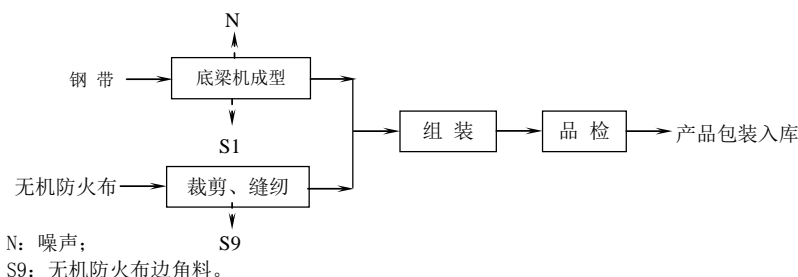 N
钢 带
底梁机成型
S1
组 装
品 检
产品包装入库
无机防火布
裁剪、缝纫
N：噪声；
S9
S9：无机防火布边角料。